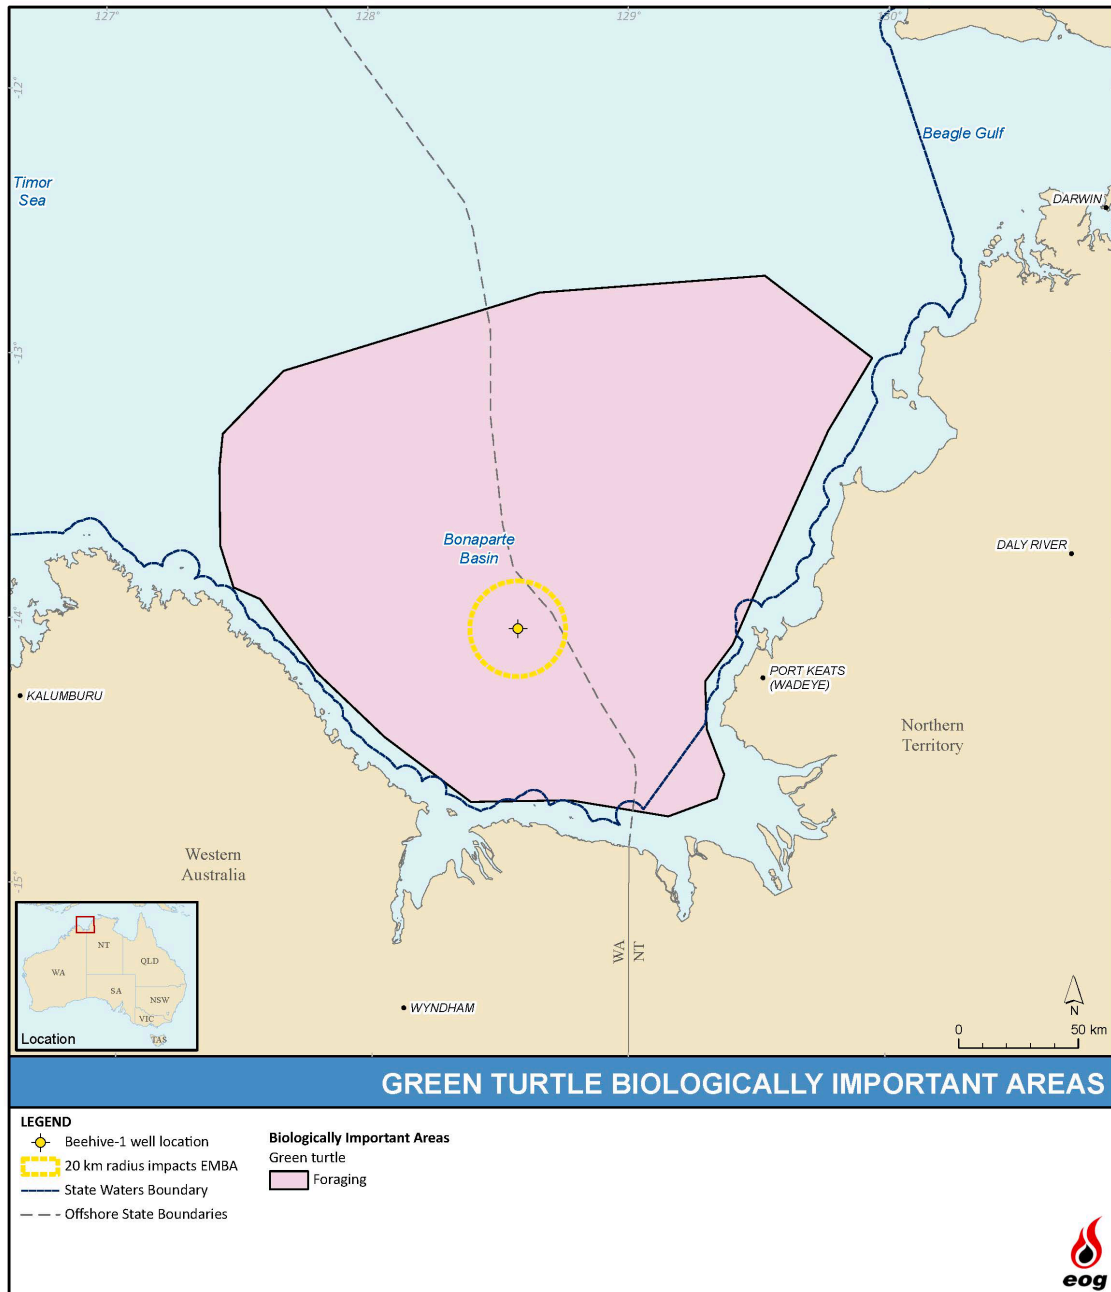 127°
128°
129°
130°
-12°
Beagle Gulf
Timor
Sea
DARWIN
-13°
Bonaparte
Basin
DALY RIVER
-14°
PORT KEATS
(WADEYE)
KALUMBURU
Northern
Territory
Western
Australia
-15°
WA
NT
WA
NT
QLD
SA
NSW
VIC
TAS
Location
WYNDHAM
N
0
50 km
GREEN TURTLE BIOLOGICALLY IMPORTANT AREAS
LEGEND
Beehive-1 well location
20 km radius impacts EMBA
State Waters Boundary
Offshore State Boundaries
Biologically Important Areas
Green turtle
Foraging
eog